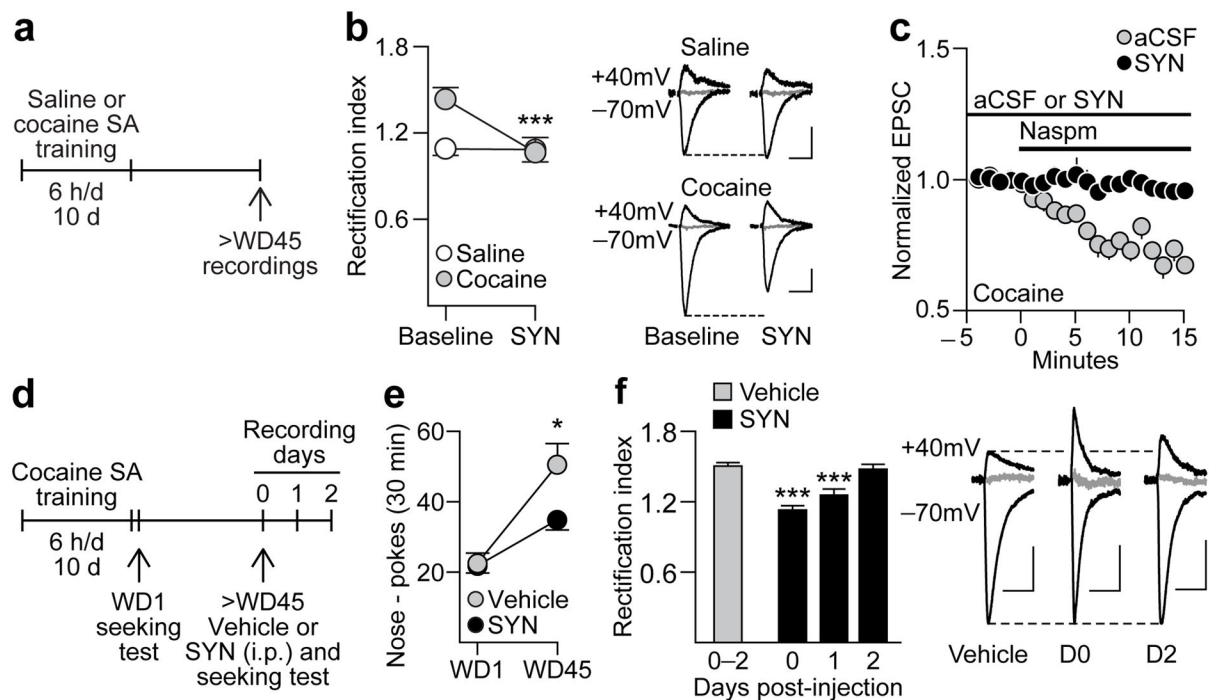 a
Saline or
cocaine SA
training
6 h/d
10 d
>WD45
recordings
b
Rectification index
1.8
1.2
0.6
***
Saline
Cocaine
Baseline
SYN
Saline
+40mV
−70mV
Cocaine
+40mV
−70mV
Baseline
SYN
c
Normalized EPSC
1.5
1.0
0.5
aCSF
SYN
aCSF or SYN
Naspm
Cocaine
−5
0
5
10
15
Minutes
d
Recording
days
0 1 2
Cocaine SA
training
6 h/d
10 d
WD1
seeking
test
>WD45
Vehicle or
SYN (i.p.) and
seeking test
e
Nose - pokes (30 min)
60
40
20
*
Vehicle
SYN
WD1
WD45
f
Vehicle
SYN
Rectification index
1.8
1.2
0.6
***
***
0–2
0
1
2
Days post-injection
+40mV
−70mV
Vehicle
D0
D2